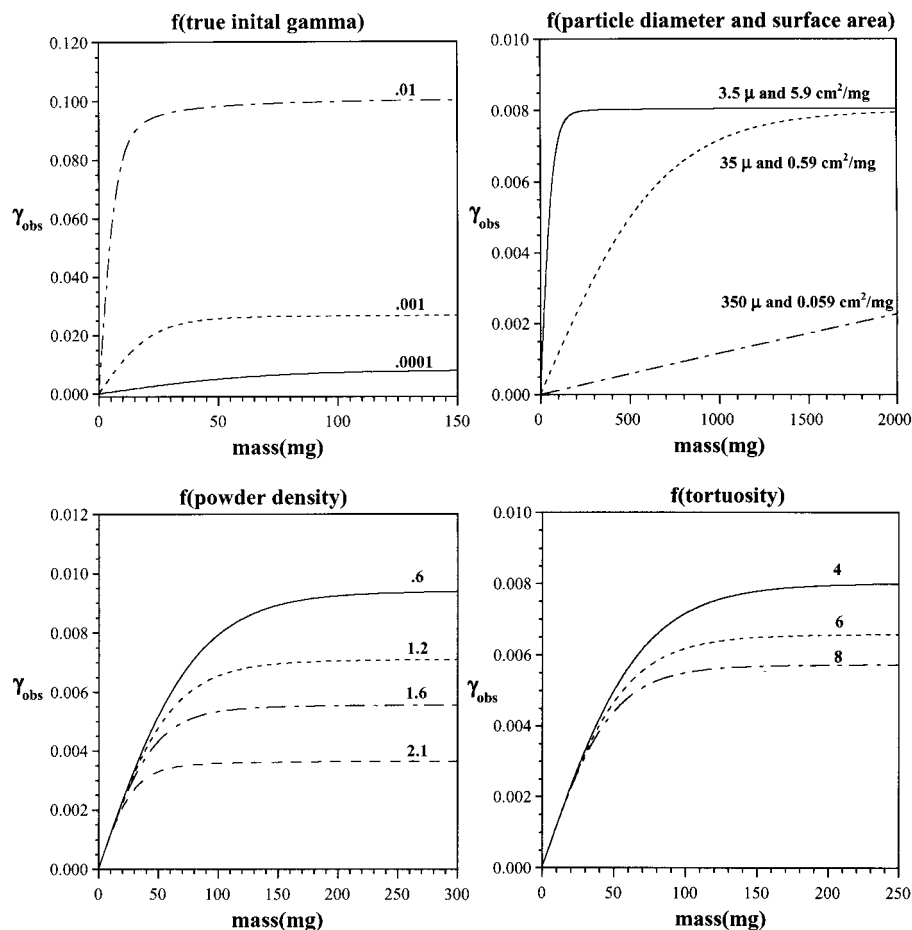 f(true inital gamma)
0.120
0.100
0.080
0.060
0.040
0.020
0.000
γobs
.01
.001
.0001
0 50 100 150
mass(mg)
f(particle diameter and surface area)
0.010
0.008
0.006
0.004
0.002
0.000
γobs
3.5 μ and 5.9 cm²/mg
35 μ and 0.59 cm²/mg
350 μ and 0.059 cm²/mg
0 500 1000 1500 2000
mass(mg)
f(powder density)
0.012
0.010
0.008
0.006
0.004
0.002
0.000
γobs
.6
1.2
1.6
2.1
0 50 100 150 200 250 300
mass(mg)
f(tortuosity)
0.010
0.008
0.006
0.004
0.002
0.000
γobs
4
6
8
0 50 100 150 200 250
mass(mg)